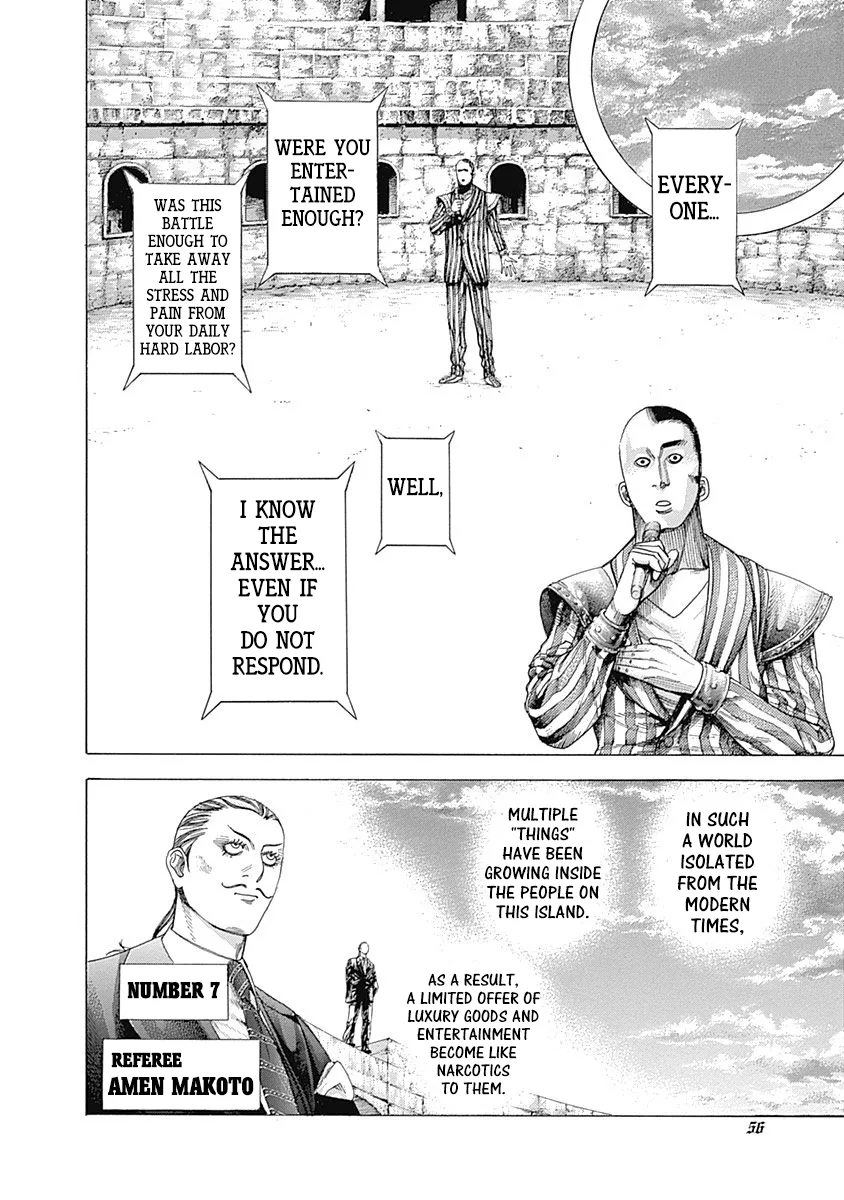 EVERY-
ONE...
WERE YOU
ENTER-
TAINED
ENOUGH?
WAS THIS
BATTLE
ENOUGH TO
TAKE AWAY
ALL THE
STRESS AND
PAIN FROM
YOUR DAILY
HARD LABOR?
WELL,
I KNOW
THE
ANSWER...
EVEN IF
YOU
DO NOT
RESPOND.
IN SUCH
A WORLD
ISOLATED
FROM THE
MODERN
TIMES,
MULTIPLE
"THINGS"
HAVE BEEN
GROWING INSIDE
THE PEOPLE ON
THIS ISLAND.
AS A RESULT,
A LIMITED OFFER OF
LUXURY GOODS AND
ENTERTAINMENT
BECOME LIKE
NARCOTICS
TO THEM.
NUMBER 7
REFEREE
AMEN MAKOTO
56